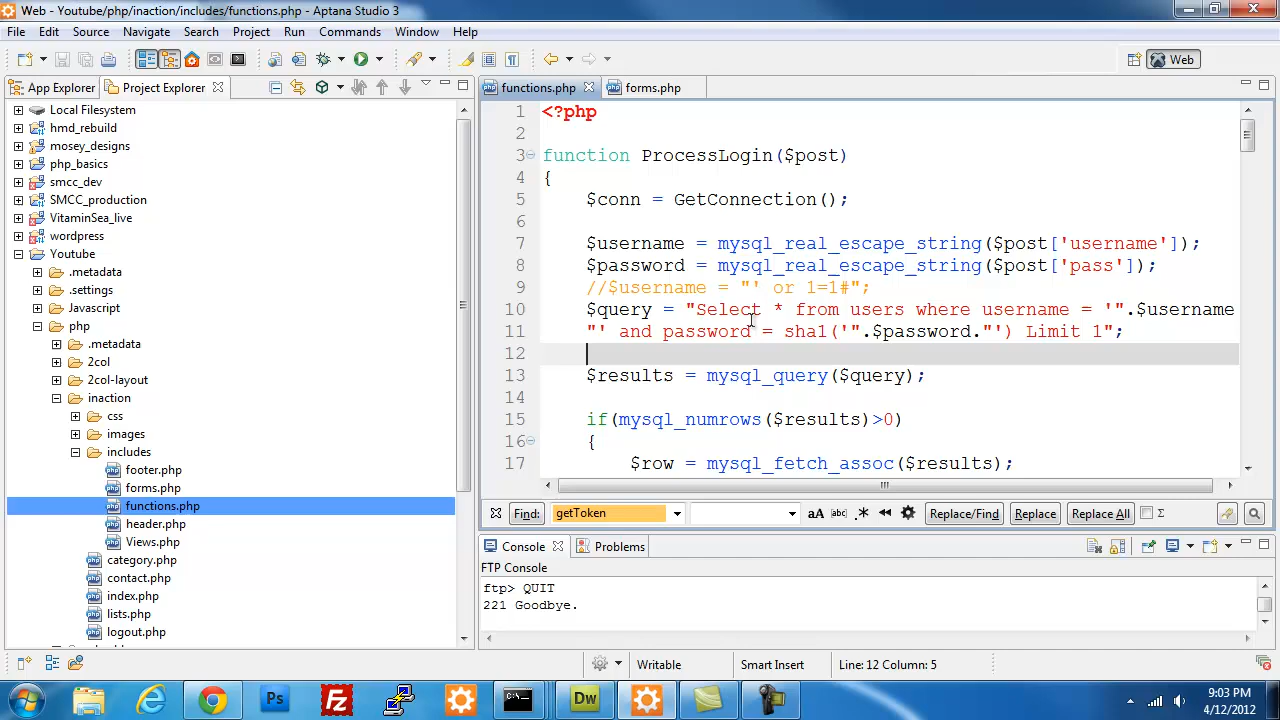 Web - Youtube/php/inaction/includes/functions.php - Aptana Studio 3
File Edit Source Navigate Search Project Run Commands Window Help
Web
App Explorer Project Explorer
functions.php forms.php
Local Filesystem
hmd_rebuild
mosey_designs
php_basics
smcc_dev
SMCC_production
VitaminSea_live
wordpress
Youtube
.metadata
.settings
Javascript
php
.metadata
2col
2col-layout
inaction
css
images
includes
footer.php
forms.php
functions.php
header.php
Views.php
category.php
contact.php
index.php
lists.php
logout.php
1 <?php
2
3 function ProcessLogin($post)
4 {
5 $conn = GetConnection();
6
7 $username = mysql_real_escape_string($post['username']);
8 $password = mysql_real_escape_string($post['pass']);
9 //$username = "' or 1=1#";
10 $query = "Select * from users where username = '".$username
11 "' and password = sha1('".$password."') Limit 1";
12
13 $results = mysql_query($query);
14
15 if(mysql_numrows($results)>0)
16 {
17 $row = mysql_fetch_assoc($results);
Find: getToken aA abc .* Replace/Find Replace Replace All Σ
Console Problems
FTP Console
ftp> QUIT
221 Goodbye.
Writable Smart Insert Line: 12 Column: 5
Ps Fz Dw
9:03 PM
4/12/2012